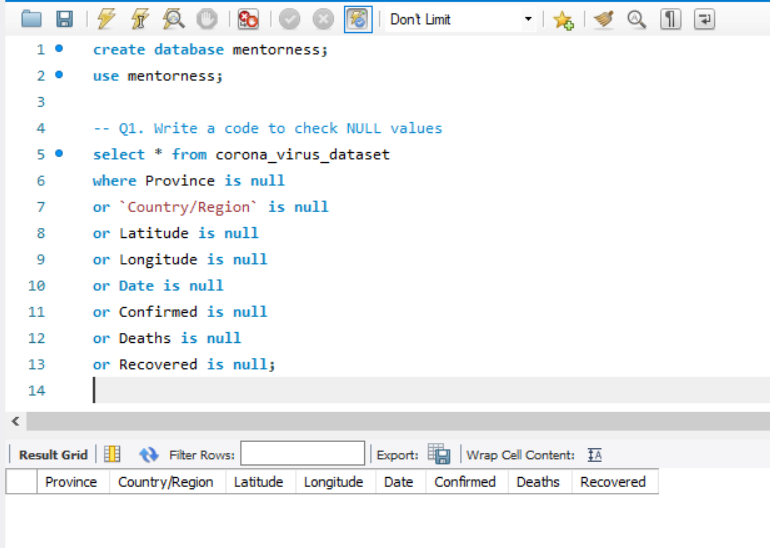 Don't Limit
1 create database mentorness;
2 use mentorness;
3
4 -- Q1. Write a code to check NULL values
5 select * from corona_virus_dataset
6 where Province is null
7 or `Country/Region` is null
8 or Latitude is null
9 or Longitude is null
10 or Date is null
11 or Confirmed is null
12 or Deaths is null
13 or Recovered is null;
14
Result Grid Filter Rows: Export: Wrap Cell Content: IA
Province Country/Region Latitude Longitude Date Confirmed Deaths Recovered